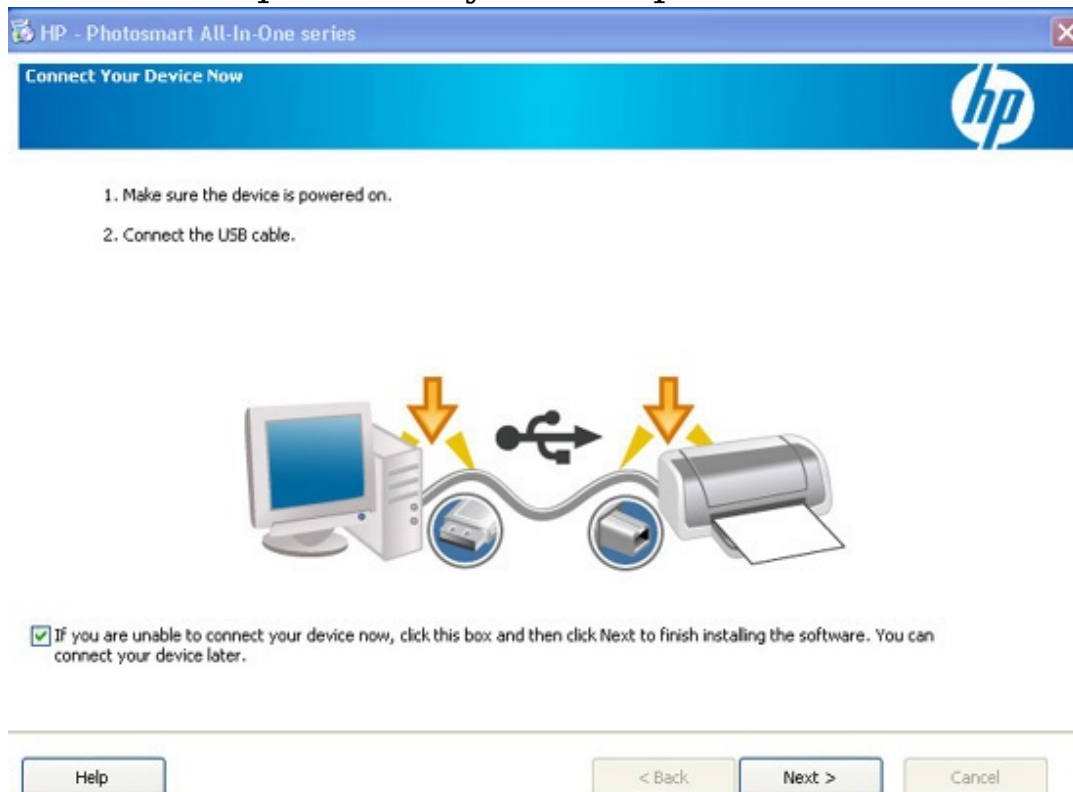 HP - Photosmart All-In-One series
Connect Your Device Now
hp
1. Make sure the device is powered on.
2. Connect the USB cable.
If you are unable to connect your device now, click this box and then click Next to finish installing the software. You can
connect your device later.
Help
< Back
Next >
Cancel